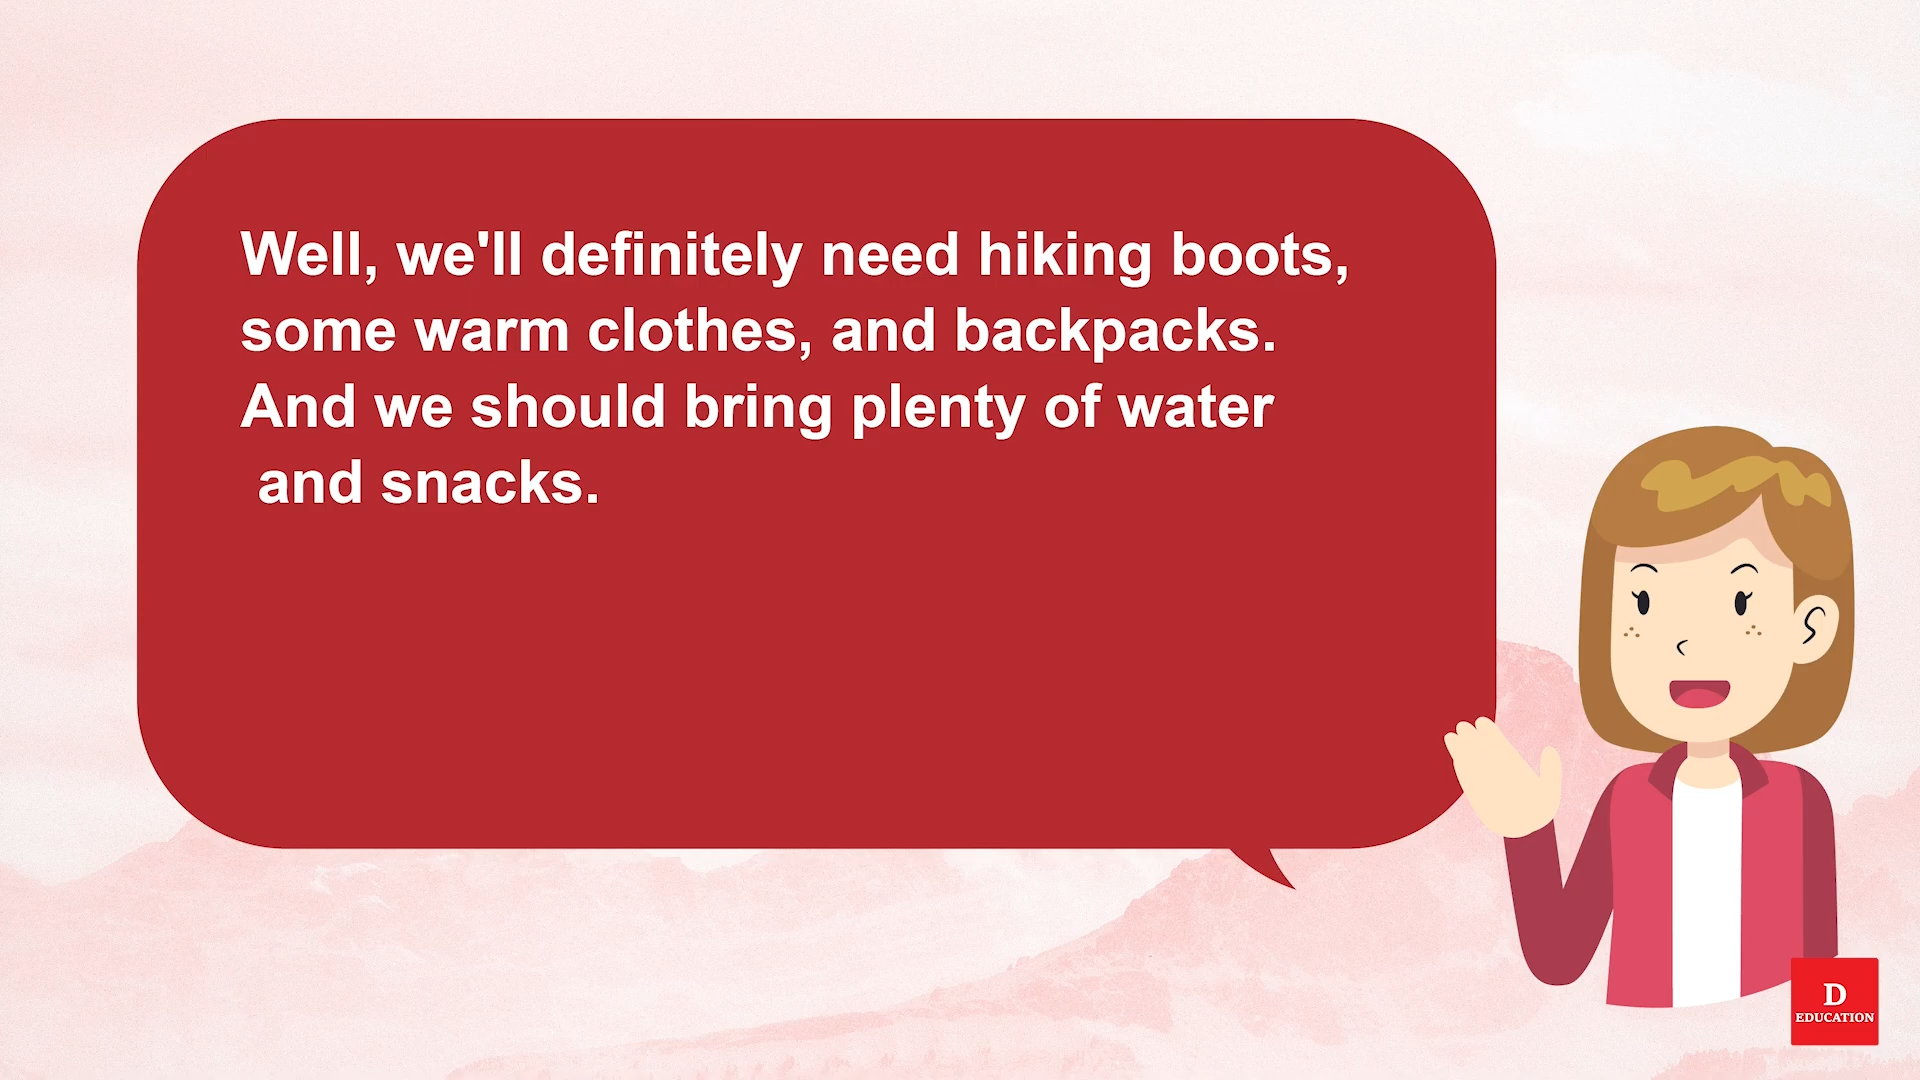 Well, we'll definitely need hiking boots,
some warm clothes, and backpacks.
And we should bring plenty of water
and snacks.
D
EDUCATION